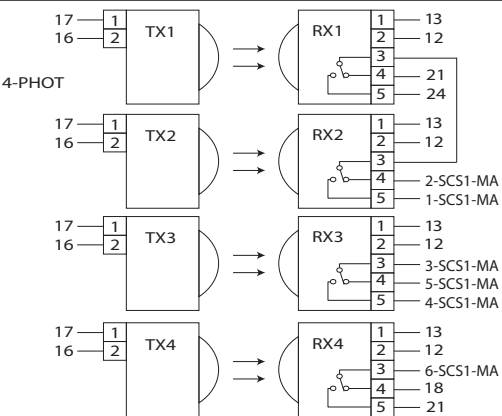 17 1 TX1 RX1 1 13
16 2 2 12
3
4-PHOT 4 21
5 24
17 1 TX2 RX2 1 13
16 2 2 12
3
4 2-SCS1-MA
5 1-SCS1-MA
17 1 TX3 RX3 1 13
16 2 2 12
3 3-SCS1-MA
4 5-SCS1-MA
5 4-SCS1-MA
17 1 TX4 RX4 1 13
16 2 2 12
3 6-SCS1-MA
4 18
5 21